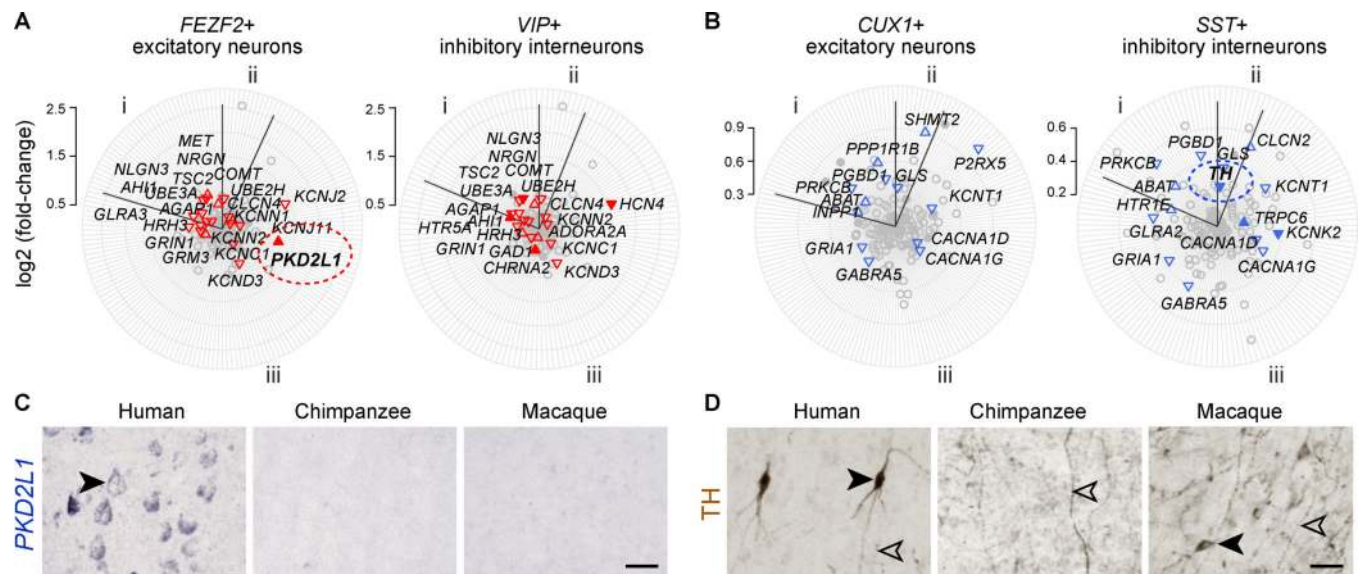 A
FEZF2+
excitatory neurons
VIP+
inhibitory interneurons
ii
ii
i
i
log2 (fold-change)
2.5
1.5
0.5
MET
NRGN
NLGN3
TSC2
COMT
AHI1
UBE3A
UBE2H
KCNJ2
AGAP1
CLCN4
GLRA3
KCNN1
HRH3
KCNJ11
GRIN1
KCNN2
PKD2L1
GRM3
KCNC1
KCND3
iii
2.5
1.5
0.5
NLGN3
NRGN
TSC2
COMT
UBE3A
UBE2H
AGAP1
CLCN4
HCN4
HTR5A
AHI1
KCNN2
HRH3
ADORA2A
GRIN1
GAD1
KCNC1
CHRNA2
KCND3
iii
B
CUX1+
excitatory neurons
SST+
inhibitory interneurons
ii
ii
i
i
0.9
0.6
0.3
SHMT2
PPP1R1B
P2RX5
PGBD1
GLS
PRKCB
ABAT
KCNT1
INPP1
GRIA1
CACNA1D
CACNA1G
GABRA5
iii
0.6
0.4
0.2
PGBD1
CLCN2
GLS
PRKCB
TH
ABAT
KCNT1
HTR1E
TRPC6
GLRA2
KCNK2
CACNA1D
GRIA1
CACNA1G
GABRA5
iii
C
Human
Chimpanzee
Macaque
PKD2L1
D
Human
Chimpanzee
Macaque
TH